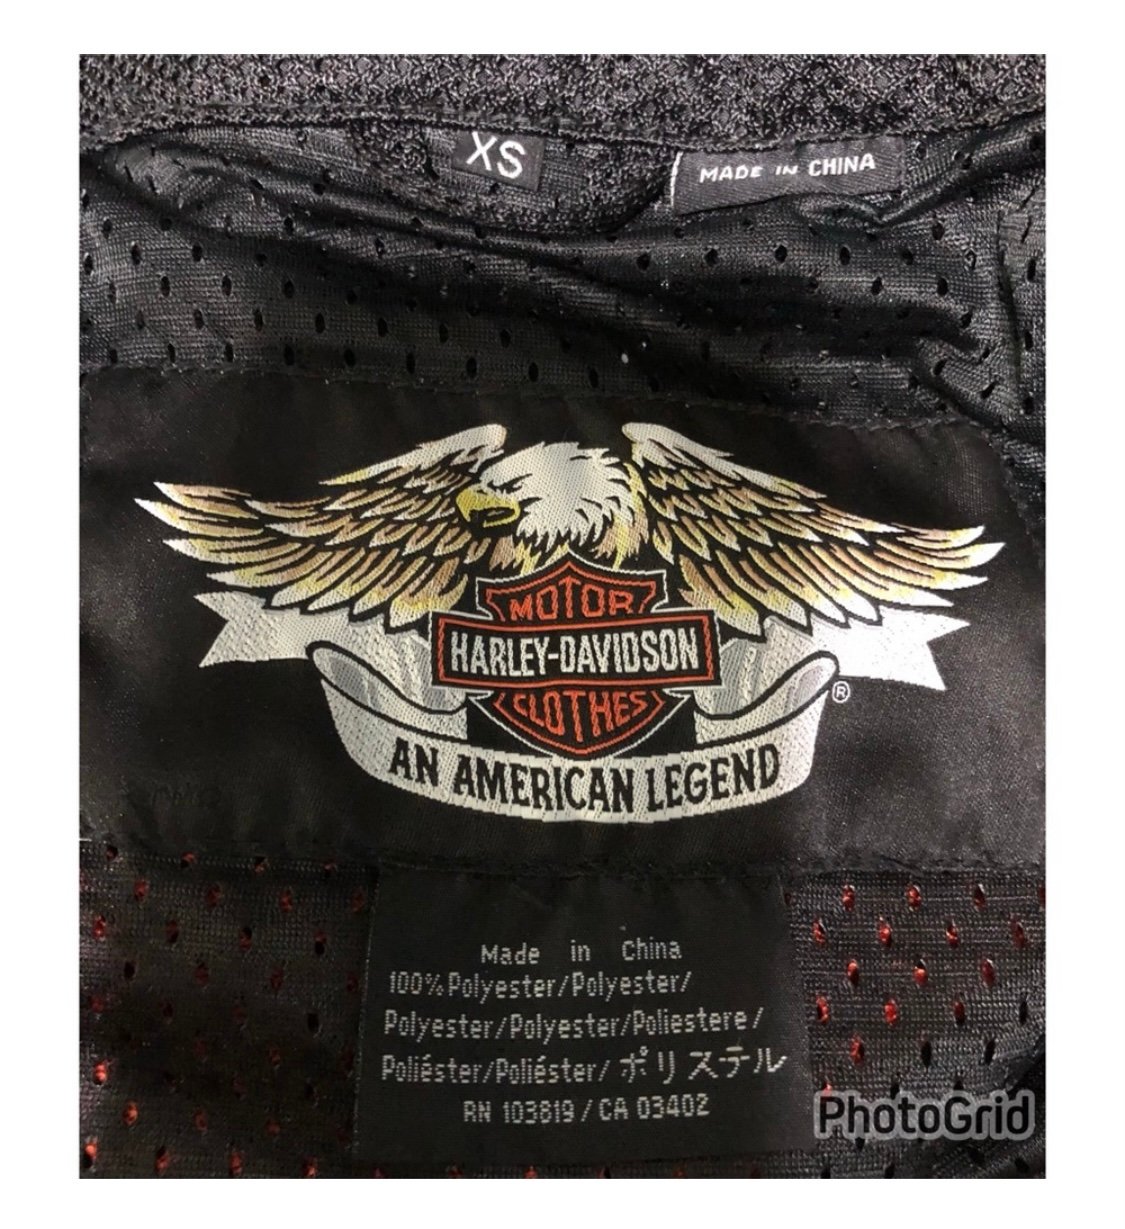 XS
MADE IN CHINA
MOTOR
HARLEY-DAVIDSON
CLOTHES
®
AN AMERICAN LEGEND
Made in China
100% Polyester/Polyester/
Polyester/Polyester/Poliestere/
Poliéster/Poliéster/ポリステル
RN 103819 / CA 03402
PhotoGrid